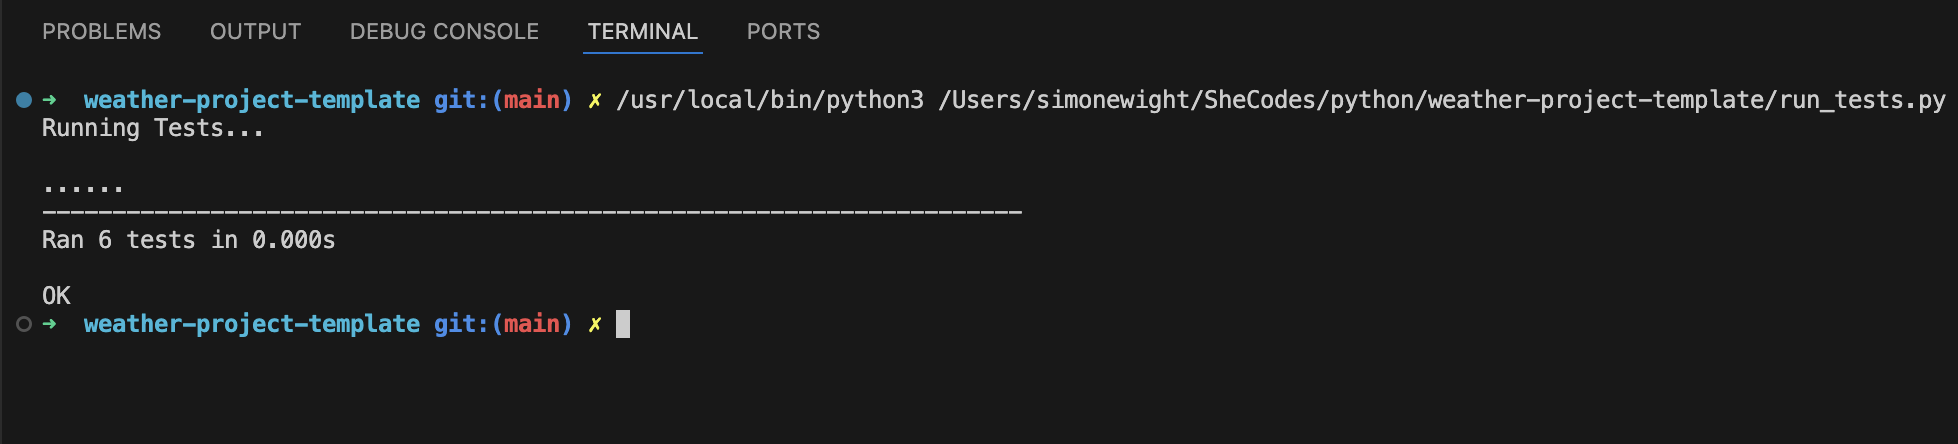 PROBLEMS OUTPUT DEBUG CONSOLE TERMINAL PORTS
➜ weather-project-template git:(main) ✗ /usr/local/bin/python3 /Users/simonewight/SheCodes/python/weather-project-template/run_tests.py
Running Tests...
......
----------------------------------------------------------------------
Ran 6 tests in 0.000s
OK
➜ weather-project-template git:(main) ✗